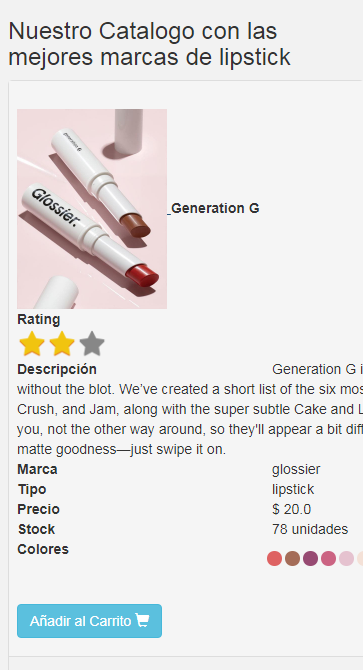 Nuestro Catalogo con las
mejores marcas de lipstick
generation G
Glossier.
Generation G
Rating
Descripción Generation G i
without the blot. We’ve created a short list of the six mos
Crush, and Jam, along with the super subtle Cake and L
you, not the other way around, so they'll appear a bit diff
matte goodness—just swipe it on.
Marca glossier
Tipo lipstick
Precio $ 20.0
Stock 78 unidades
Colores
Añadir al Carrito